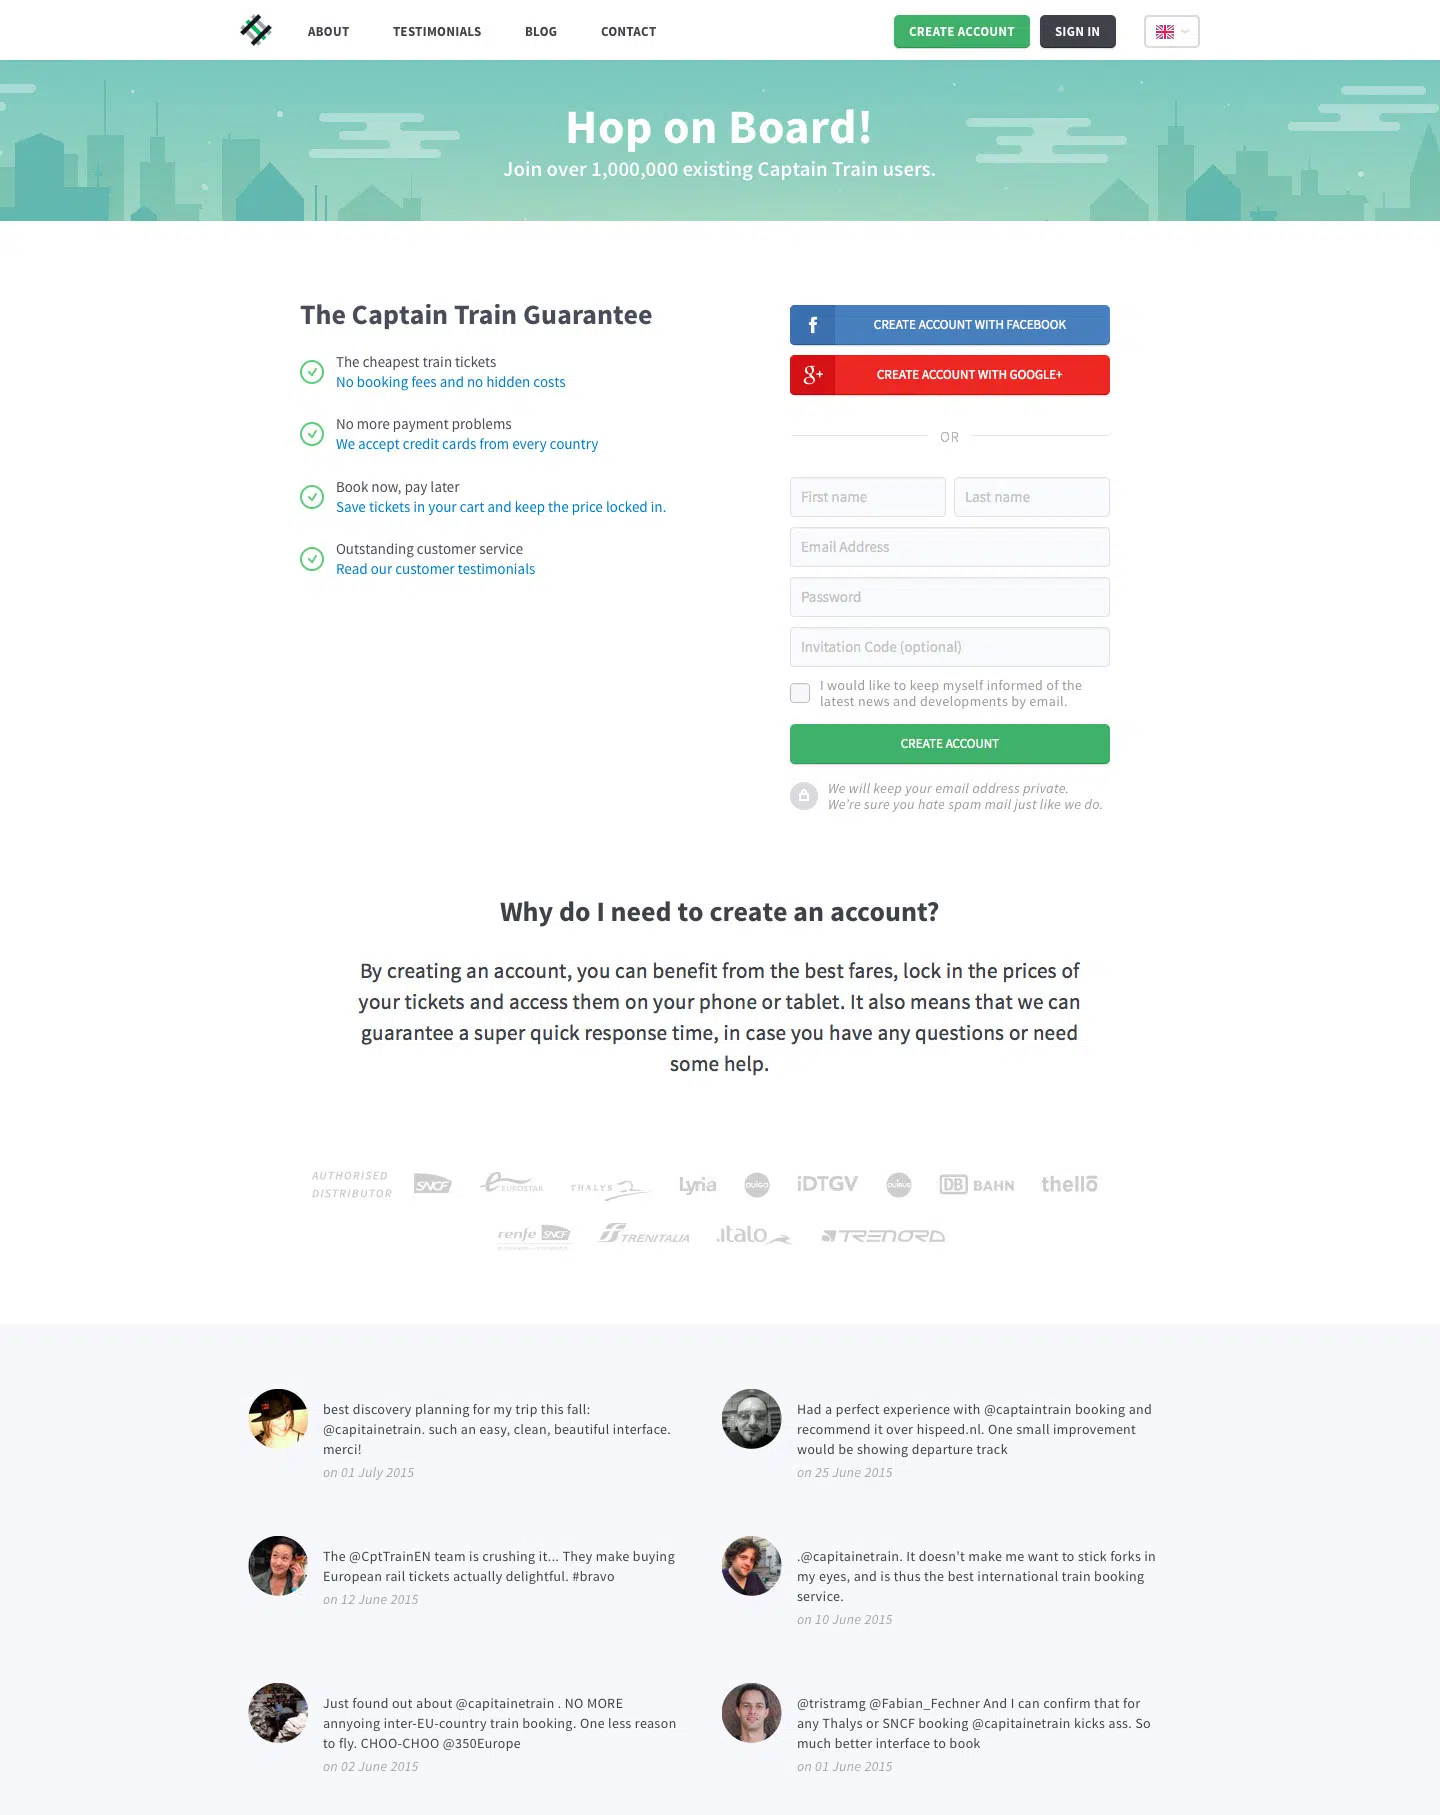 ABOUT
TESTIMONIALS
BLOG
CONTACT
CREATE ACCOUNT
SIGN IN
Hop on Board!
Join over 1,000,000 existing Captain Train users.
The Captain Train Guarantee
The cheapest train tickets
No booking fees and no hidden costs
No more payment problems
We accept credit cards from every country
Book now, pay later
Save tickets in your cart and keep the price locked in.
Outstanding customer service
Read our customer testimonials
f
CREATE ACCOUNT WITH FACEBOOK
g+
CREATE ACCOUNT WITH GOOGLE+
OR
First name
Last name
Email Address
Password
Invitation Code (optional)
I would like to keep myself informed of the
latest news and developments by email.
CREATE ACCOUNT
We will keep your email address private.
We're sure you hate spam mail just like we do.
Why do I need to create an account?
By creating an account, you can benefit from the best fares, lock in the prices of
your tickets and access them on your phone or tablet. It also means that we can
guarantee a super quick response time, in case you have any questions or need
some help.
AUTHORISED
DISTRIBUTOR
SNCF
EUROSTAR
THALYS
Lyria
OUIGO
iDTGV
OUIBUS
DB BAHN
thello
renfe SNCF
TRENITALIA
.italo
TRENORD
best discovery planning for my trip this fall:
@capitainetrain. such an easy, clean, beautiful interface.
merci!
on 01 July 2015
Had a perfect experience with @captaintrain booking and
recommend it over hispeed.nl. One small improvement
would be showing departure track
on 25 June 2015
The @CptTrainEN team is crushing it... They make buying
European rail tickets actually delightful. #bravo
on 12 June 2015
.@capitainetrain. It doesn't make me want to stick forks in
my eyes, and is thus the best international train booking
service.
on 10 June 2015
Just found out about @capitainetrain . NO MORE
annyoing inter-EU-country train booking. One less reason
to fly. CHOO-CHOO @350Europe
on 02 June 2015
@tristramg @Fabian_Fechner And I can confirm that for
any Thalys or SNCF booking @capitainetrain kicks ass. So
much better interface to book
on 01 June 2015